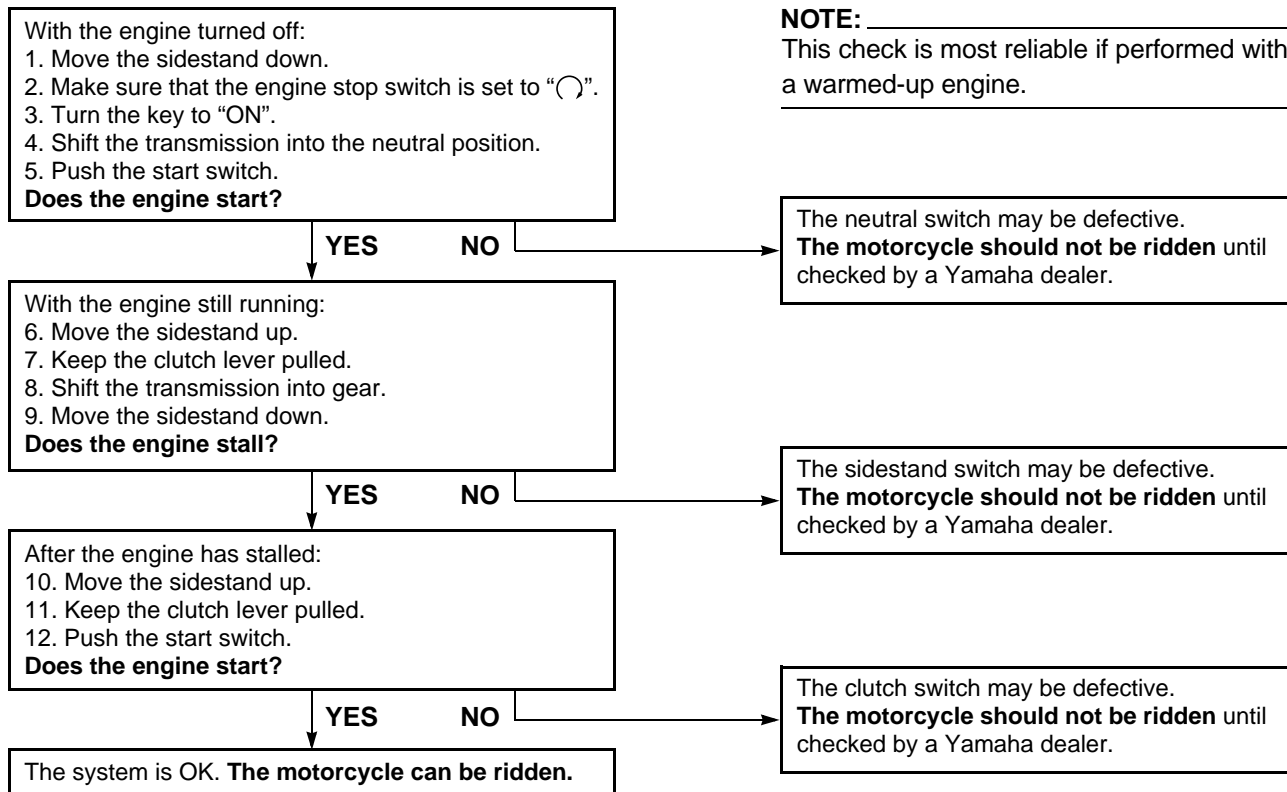 With the engine turned off:
1. Move the sidestand down.
2. Make sure that the engine stop switch is set to “ ”.
3. Turn the key to “ON”.
4. Shift the transmission into the neutral position.
5. Push the start switch.
Does the engine start?
NOTE:
This check is most reliable if performed with
a warmed-up engine.
YES NO
The neutral switch may be defective.
The motorcycle should not be ridden until
checked by a Yamaha dealer.
With the engine still running:
6. Move the sidestand up.
7. Keep the clutch lever pulled.
8. Shift the transmission into gear.
9. Move the sidestand down.
Does the engine stall?
YES NO
The sidestand switch may be defective.
The motorcycle should not be ridden until
checked by a Yamaha dealer.
After the engine has stalled:
10. Move the sidestand up.
11. Keep the clutch lever pulled.
12. Push the start switch.
Does the engine start?
YES NO
The clutch switch may be defective.
The motorcycle should not be ridden until
checked by a Yamaha dealer.
The system is OK. The motorcycle can be ridden.